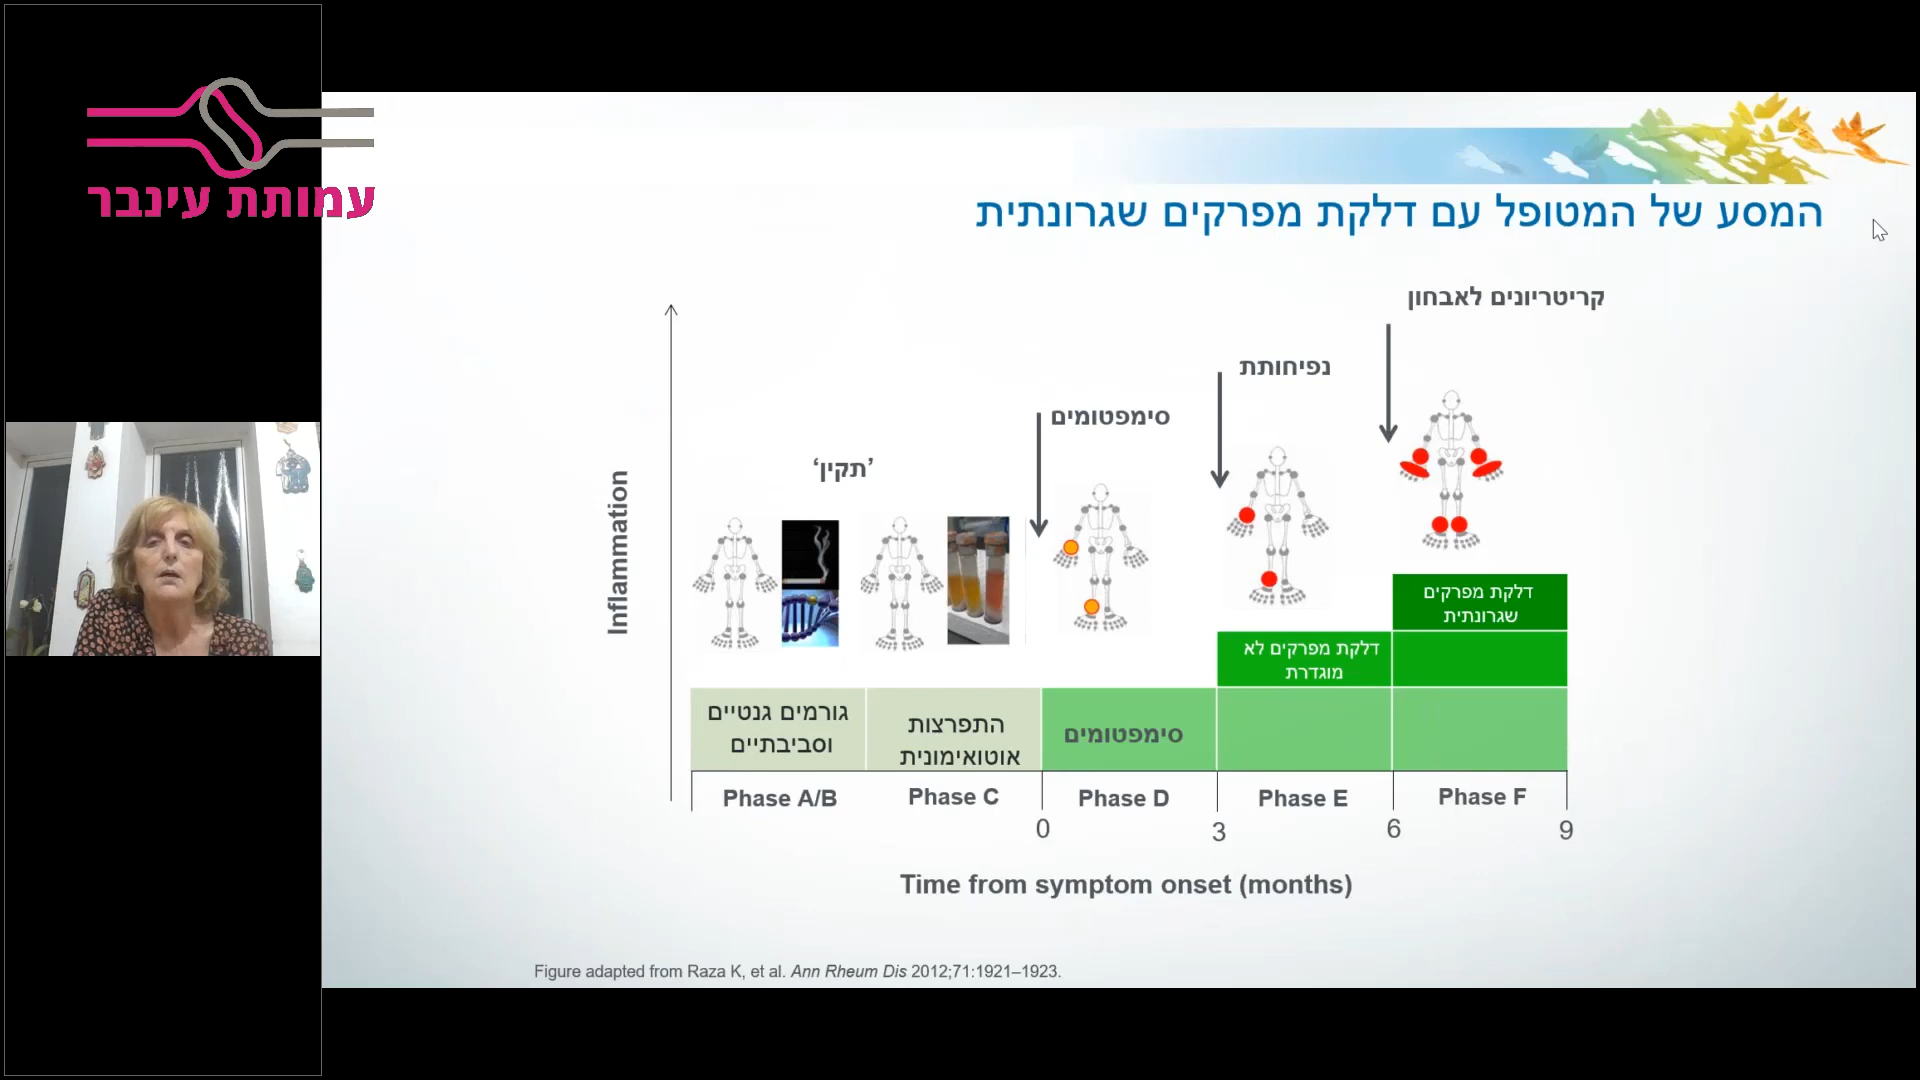 עמותת עינבר
המסע של המטופל עם דלקת מפרקים שגרונתית
קריטריונים לאבחון
נפיחותת
סימפטומים
'תקין'
Inflammation
דלקת מפרקים
שגרונתית
דלקת מפרקים לא
מוגדרת
גורמים גנטיים
וסביבתיים
התפרצות
אוטואימונית
סימפטומים
Phase A/B
Phase C
Phase D
Phase E
Phase F
0
3
6
9
Time from symptom onset (months)
Figure adapted from Raza K, et al. Ann Rheum Dis 2012;71:1921–1923.